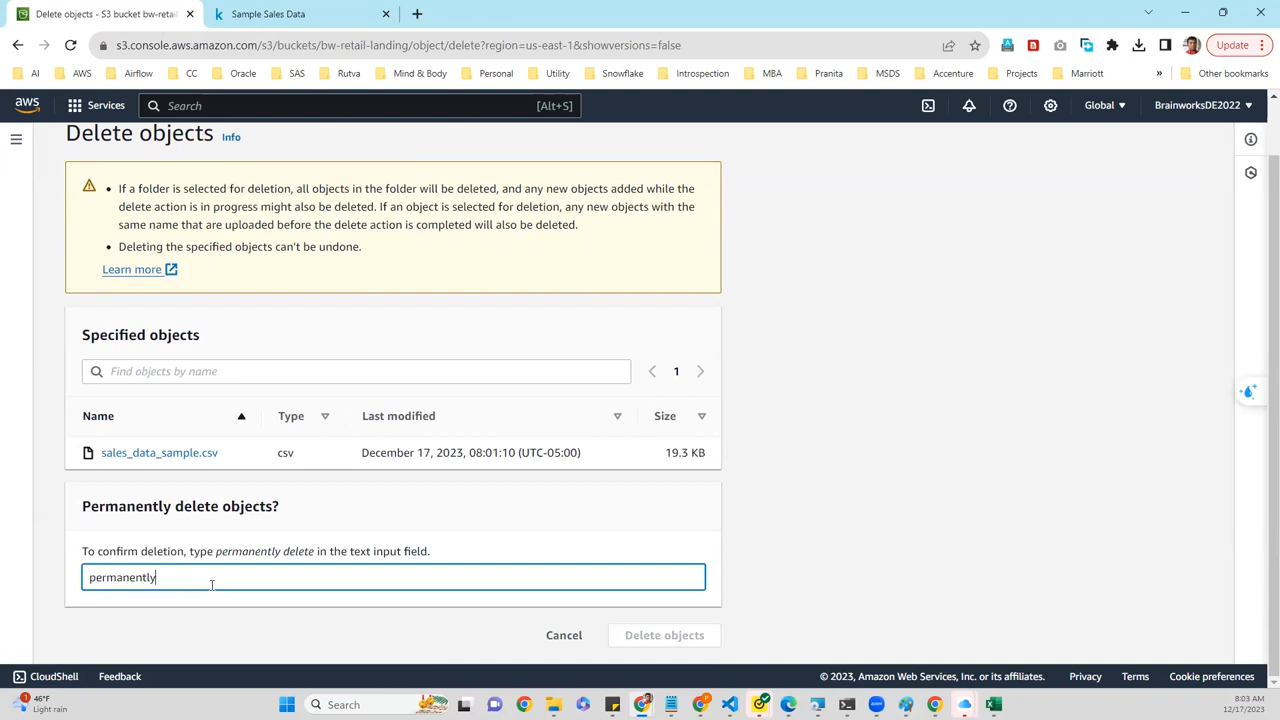 Delete objects - S3 bucket bw-retail
Sample Sales Data
s3.console.aws.amazon.com/s3/buckets/bw-retail-landing/object/delete?region=us-east-1&showversions=false
Update
AI AWS Airflow CC Oracle SAS Rutva Mind & Body Personal Utility Snowflake Introspection MBA Pranita MSDS Accenture Projects Marriott » Other bookmarks
aws Services Search [Alt+S] Global BrainworksDE2022
Delete objects Info
If a folder is selected for deletion, all objects in the folder will be deleted, and any new objects added while the
delete action is in progress might also be deleted. If an object is selected for deletion, any new objects with the
same name that are uploaded before the delete action is completed will also be deleted.
Deleting the specified objects can't be undone.
Learn more
Specified objects
Find objects by name
1
Name Type Last modified Size
sales_data_sample.csv csv December 17, 2023, 08:01:10 (UTC-05:00) 19.3 KB
Permanently delete objects?
To confirm deletion, type permanently delete in the text input field.
permanently
Cancel Delete objects
CloudShell Feedback © 2023, Amazon Web Services, Inc. or its affiliates. Privacy Terms Cookie preferences
1 46°F
Light rain
Search
8:03 AM
12/17/2023